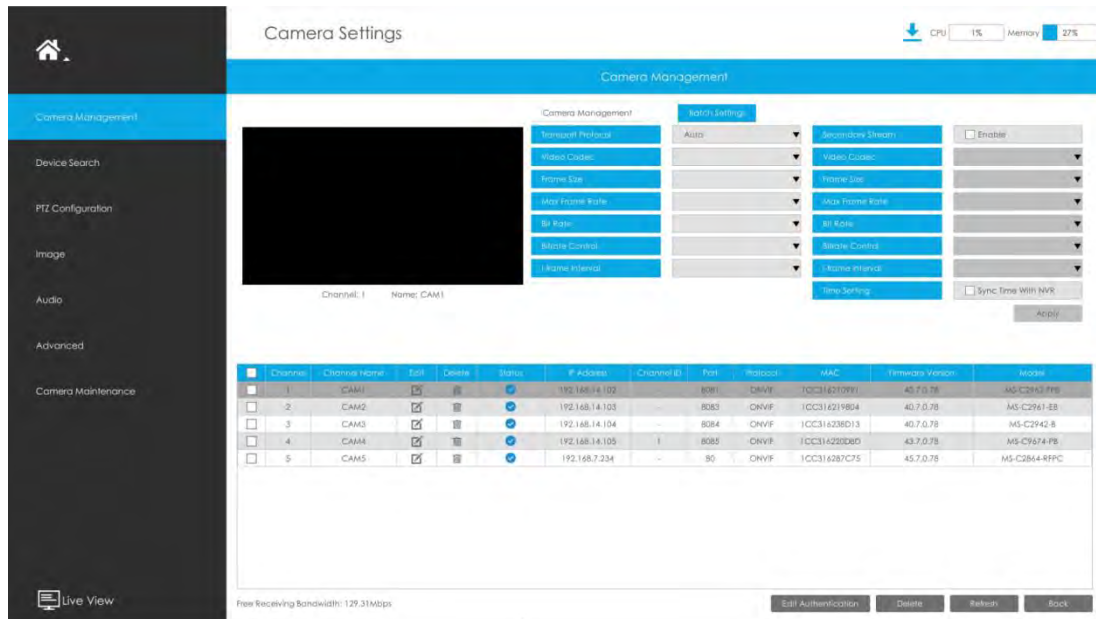 Camera Settings
CPU 1% Memory 27%
Camera Management
Camera Management
Device Search
PTZ Configuration
Image
Audio
Advanced
Camera Maintenance
Live View
Camera Management Batch Settings
Transmit Protocol Auto Secondary Stream Enable
Video Codec Video Codec
Frame Size Frame Size
Max Frame Rate Max Frame Rate
Bit Rate Bit Rate
Bitrate Control Bitrate Control
I-frame Interval I-frame Interval
Time Setting Sync Time With NVR
Channel: 1 Name: CAM1
Apply
Channel Channel Name Edit Delete Status IP Address Channel ID Port Protocol MAC Firmware Version Model
1 CAM1 192.168.14.102 - 8081 ONVIF 40.7.0.78
2 CAM2 192.168.14.103 - 8083 ONVIF 1CC316219804 40.7.0.78 MS-C2961-EB
3 CAM3 192.168.14.104 - 8084 ONVIF 1CC316238D13 40.7.0.78 MS-C2942-B
4 CAM4 192.168.14.105 1 8085 ONVIF 43.7.0.78 MS-C9674-PB
5 CAM5 192.168.7.234 - 80 ONVIF 1CC316287C75 45.7.0.78 MS-C2864-RFPC
Free Receiving Bandwidth: 129.31Mbps
Edit Authentication Delete Refresh Back